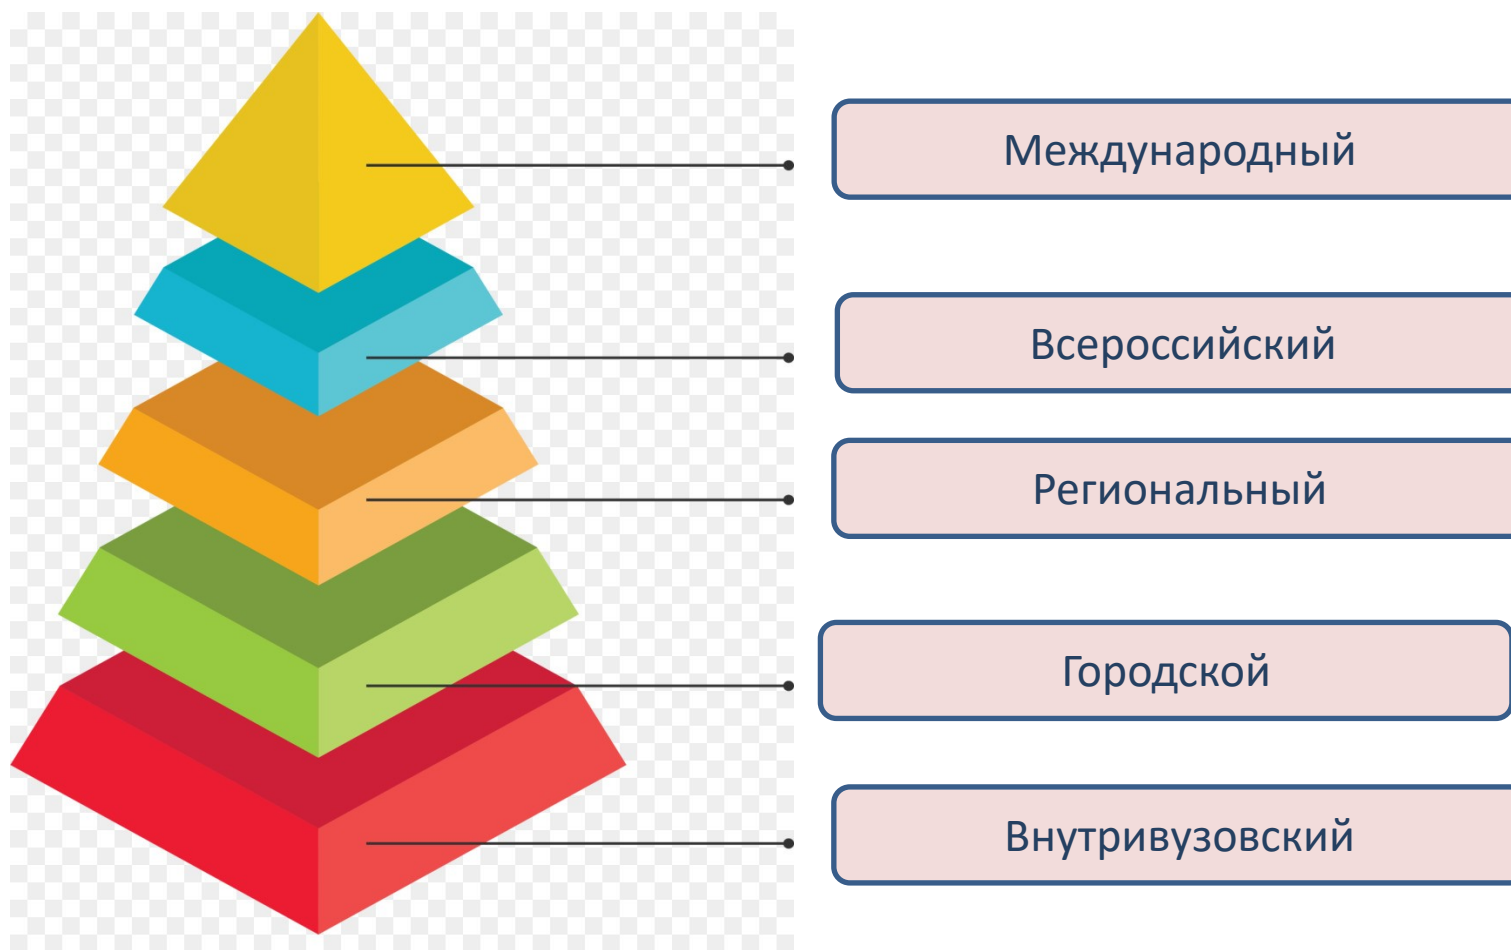 Международный
Всероссийский
Региональный
Городской
Внутривузовский